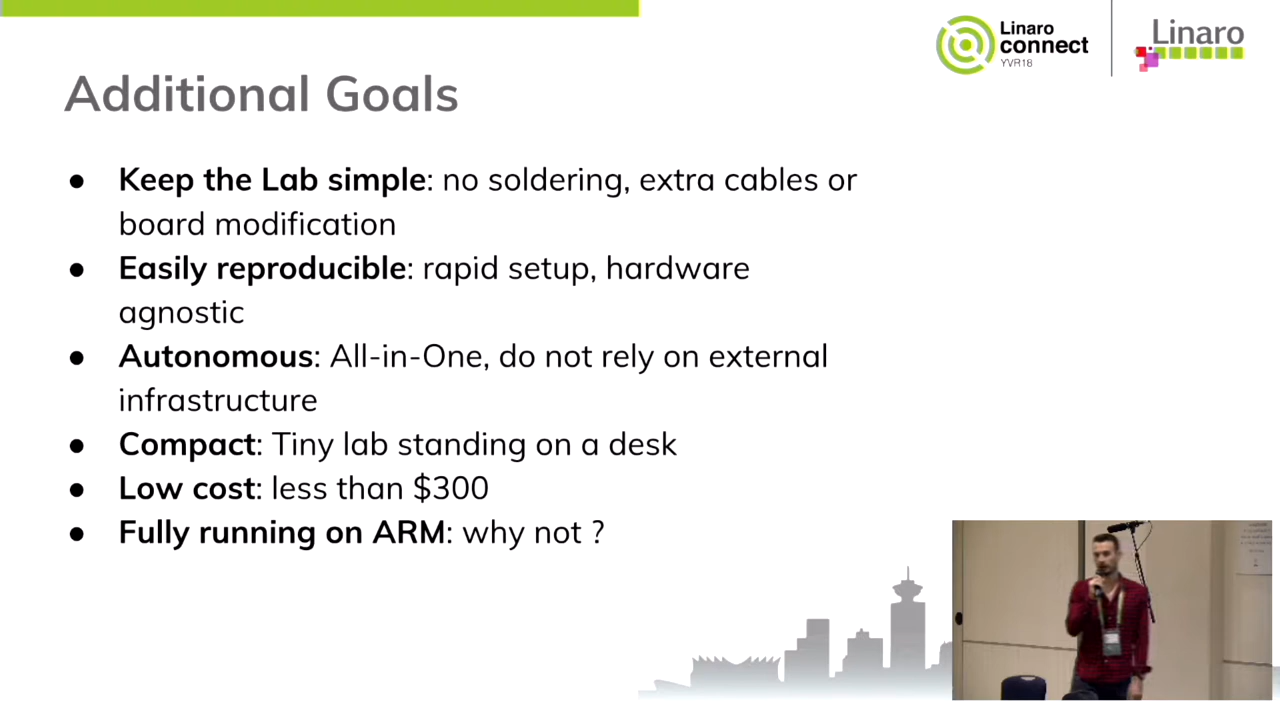 Linaro
connect
YVR18
Linaro
Additional Goals
● Keep the Lab simple: no soldering, extra cables or
board modification
● Easily reproducible: rapid setup, hardware
agnostic
● Autonomous: All-in-One, do not rely on external
infrastructure
● Compact: Tiny lab standing on a desk
● Low cost: less than $300
● Fully running on ARM: why not ?